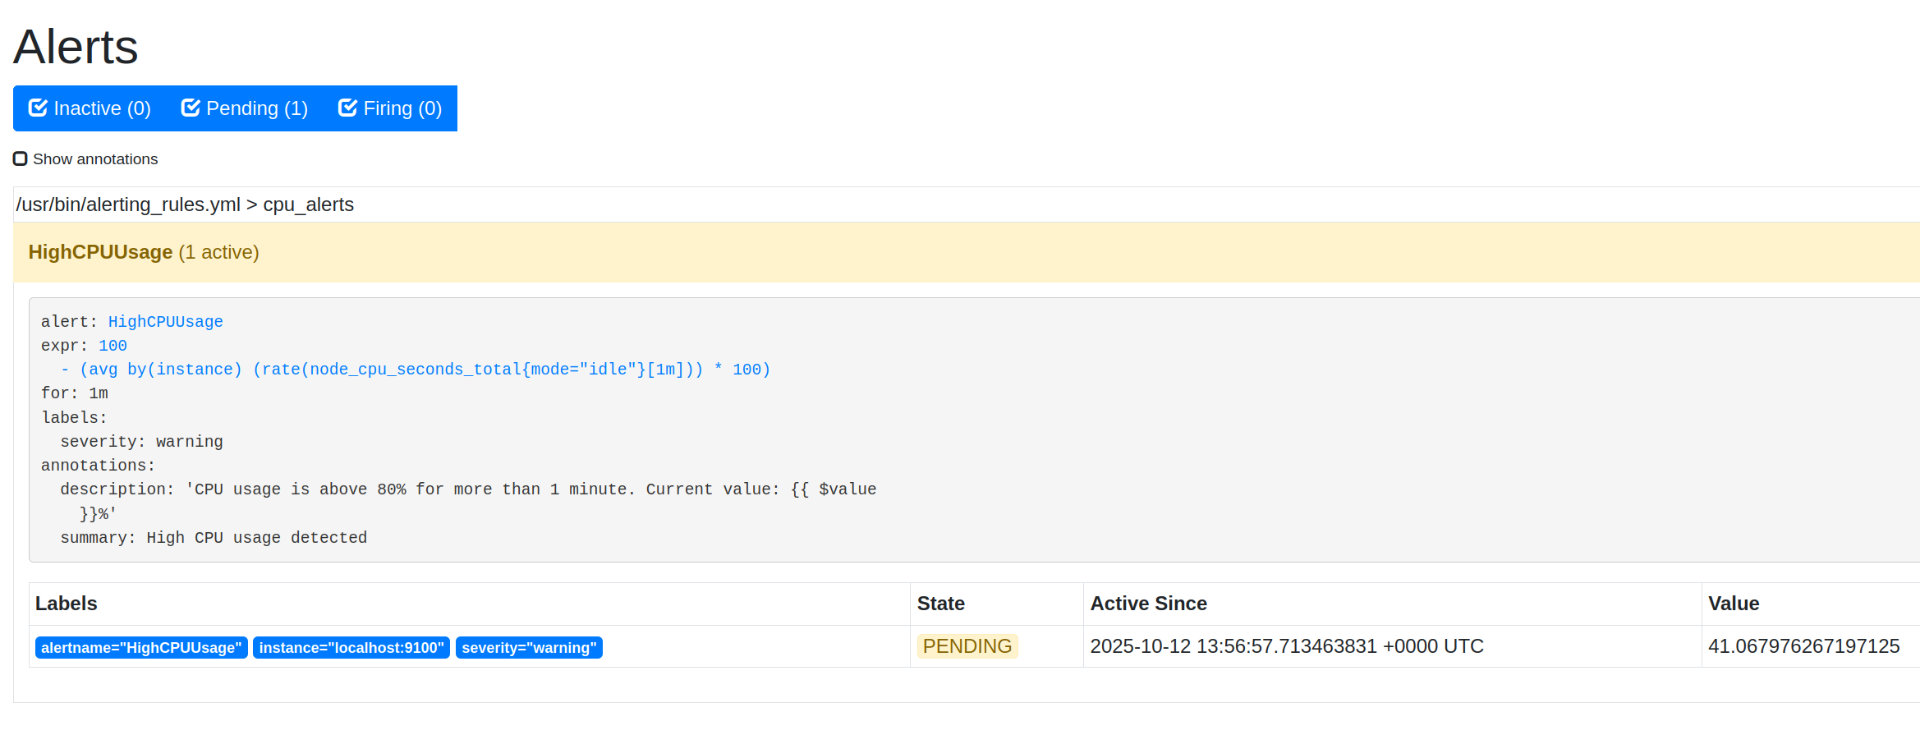 Alerts
Inactive (0) Pending (1) Firing (0)
Show annotations
/usr/bin/alerting_rules.yml > cpu_alerts
HighCPUUsage (1 active)
alert: HighCPUUsage
expr: 100
  - (avg by(instance) (rate(node_cpu_seconds_total{mode="idle"}[1m])) * 100)
for: 1m
labels:
  severity: warning
annotations:
  description: 'CPU usage is above 80% for more than 1 minute. Current value: {{ $value
    }}%'
  summary: High CPU usage detected
Labels State Active Since Value
alertname="HighCPUUsage" instance="localhost:9100" severity="warning" PENDING 2025-10-12 13:56:57.713463831 +0000 UTC 41.067976267197125